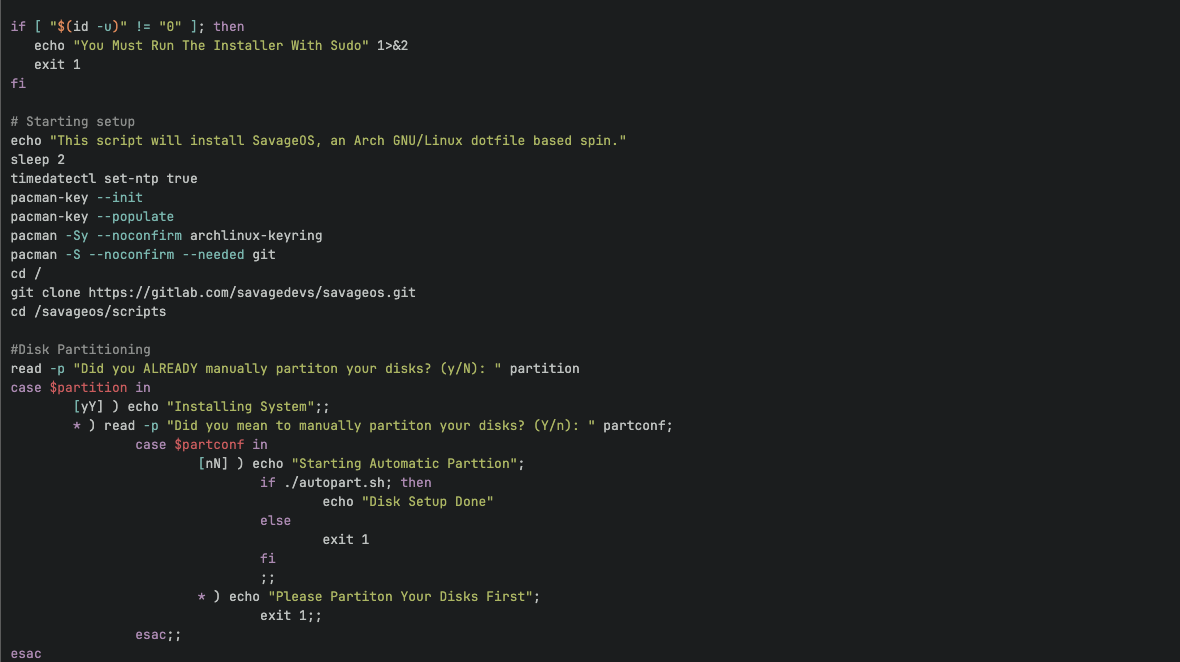 if [ "$(id -u)" != "0" ]; then
   echo "You Must Run The Installer With Sudo" 1>&2
   exit 1
fi

# Starting setup
echo "This script will install SavageOS, an Arch GNU/Linux dotfile based spin."
sleep 2
timedatectl set-ntp true
pacman-key --init
pacman-key --populate
pacman -Sy --noconfirm archlinux-keyring
pacman -S --noconfirm --needed git
cd /
git clone https://gitlab.com/savagedevs/savageos.git
cd /savageos/scripts

#Disk Partitioning
read -p "Did you ALREADY manually partiton your disks? (y/N): " partition
case $partition in
        [yY] ) echo "Installing System";;
        * ) read -p "Did you mean to manually partiton your disks? (Y/n): " partconf;
                case $partconf in
                        [nN] ) echo "Starting Automatic Parttion";
                                if ./autopart.sh; then
                                        echo "Disk Setup Done"
                                else
                                        exit 1
                                fi
                                ;;
                        * ) echo "Please Partiton Your Disks First";
                                exit 1;;
                esac;;
esac